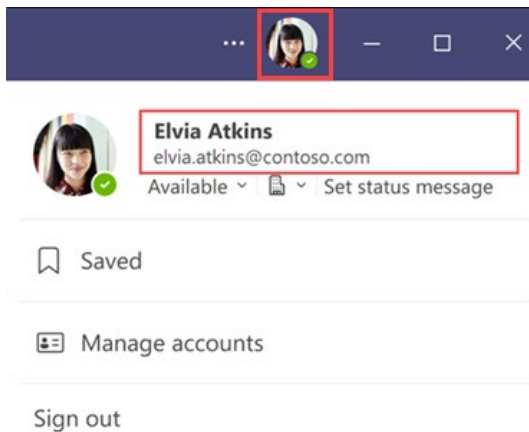 Elvia Atkins
elvia.atkins@contoso.com
Available Set status message
Saved
Manage accounts
Sign out